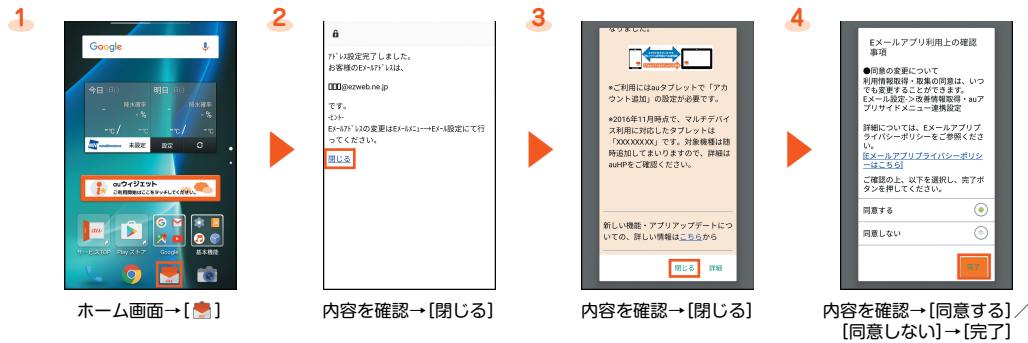 1
2
3
4
Google
今日
明日
降水確率
降水確率
- %
- %
- ℃/ - ℃
- ℃/ - ℃
weathernews
未設定
設定
auウィジェット
ご利用開始はここをタッチしてください。
au
サービスTOP
Play ストア
Google
基本機能
ホーム画面→[ ]
ｱﾄﾞﾚｽ設定完了しました。
お客様のEﾒｰﾙｱﾄﾞﾚｽは、
□□□@ezweb.ne.jp
です。
-ﾋﾝﾄ-
Eﾒｰﾙｱﾄﾞﾚｽの変更はEﾒｰﾙﾒﾆｭｰ→Eﾒｰﾙ設定にて行
ってください。
閉じる
内容を確認→[閉じる]
なりました。
※ご利用にはauタブレットで「アカ
ウント追加」の設定が必要です。
※2016年11月時点で、マルチデバイ
ス利用に対応したタブレットは
「XXXXXXXX」です。対象機種は随
時追加してまいりますので、詳細は
auHPをご確認ください。
新しい機能・アプリアップデートにつ
いての、詳しい情報はこちらから
閉じる
詳細
内容を確認→[閉じる]
Eメールアプリ利用上の確認
事項
●同意の変更について
利用情報取得・取集の同意は、いつ
でも変更することができます。
Eメール設定->改善情報取得・auア
プリサイドメニュー連携設定
詳細については、Eメールアプリプ
ライバシーポリシーをご参照くださ
い。
[Eメールアプリプライバシーポリシ
ーはこちら]
ご確認の上、以下を選択し、完了ボ
タンを押してください。
同意する
同意しない
完了
内容を確認→[同意する]／
[同意しない]→[完了]